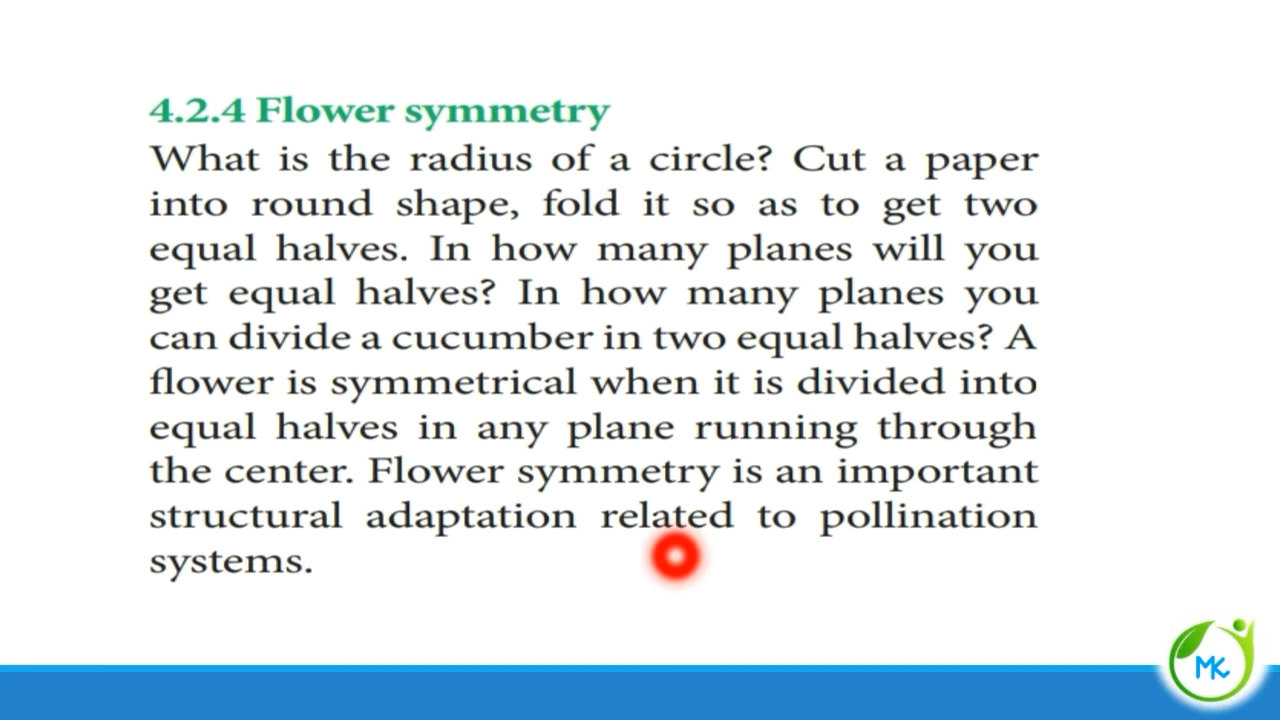 4.2.4 Flower symmetry
What is the radius of a circle? Cut a paper
into round shape, fold it so as to get two
equal halves. In how many planes will you
get equal halves? In how many planes you
can divide a cucumber in two equal halves? A
flower is symmetrical when it is divided into
equal halves in any plane running through
the center. Flower symmetry is an important
structural adaptation related to pollination
systems.
MK